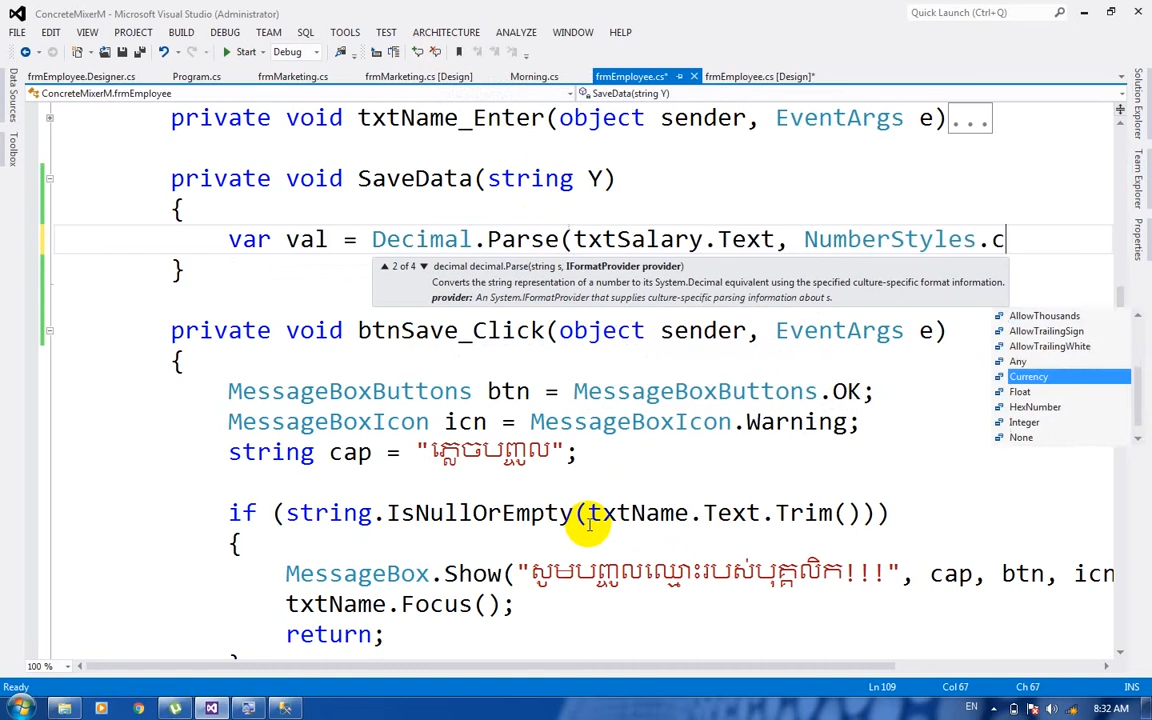 ConcreteMixerM - Microsoft Visual Studio (Administrator)
Quick Launch (Ctrl+Q)
FILE EDIT VIEW PROJECT BUILD DEBUG TEAM SQL TOOLS TEST ARCHITECTURE ANALYZE WINDOW HELP
Start Debug
frmEmployee.Designer.cs Program.cs frmMarketing.cs frmMarketing.cs [Design] Morning.cs frmEmployee.cs* frmEmployee.cs [Design]*
ConcreteMixerM.frmEmployee SaveData(string Y)
Data Sources
Toolbox
Solution Explorer
Team Explorer
Properties
private void txtName_Enter(object sender, EventArgs e)...
private void SaveData(string Y)
{
var val = Decimal.Parse(txtSalary.Text, NumberStyles.c
2 of 4 decimal decimal.Parse(string s, IFormatProvider provider)
Converts the string representation of a number to its System.Decimal equivalent using the specified culture-specific format information.
provider: An System.IFormatProvider that supplies culture-specific parsing information about s.
}
AllowThousands
AllowTrailingSign
AllowTrailingWhite
Any
Currency
Float
HexNumber
Integer
None
private void btnSave_Click(object sender, EventArgs e)
{
MessageBoxButtons btn = MessageBoxButtons.OK;
MessageBoxIcon icn = MessageBoxIcon.Warning;
string cap = "ភ្លេចបញ្ចូល";
if (string.IsNullOrEmpty(txtName.Text.Trim()))
{
MessageBox.Show("សូមបញ្ចូលឈ្មោះរបស់បុគ្គលិក!!!", cap, btn, icn
txtName.Focus();
return;
100 %
Ready Ln 109 Col 67 Ch 67 INS
EN 8:32 AM